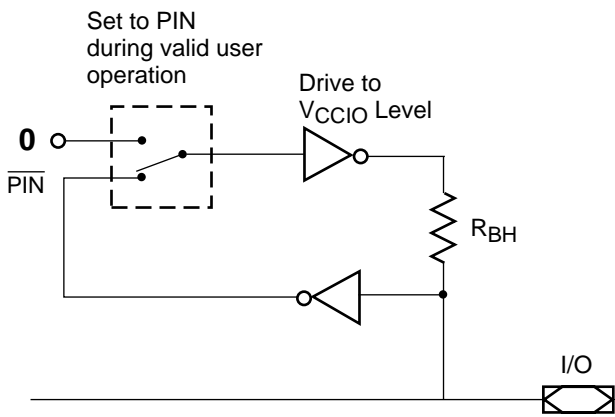 Set to PIN
during valid user
operation
Drive to
VCCIO Level
0
PIN
RBH
I/O